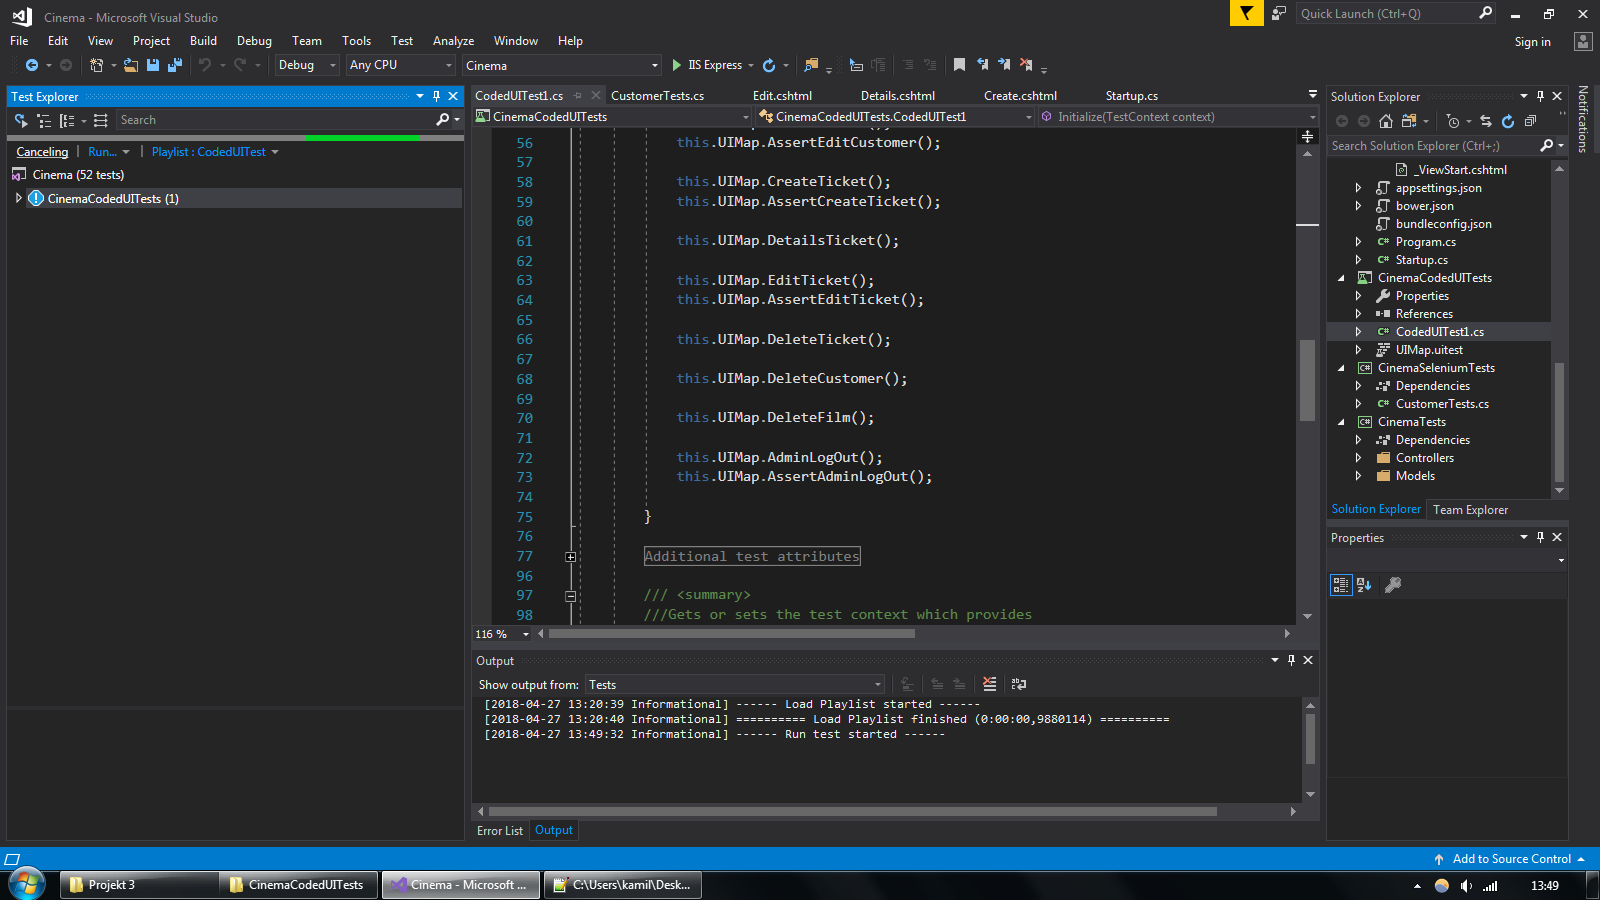 Cinema - Microsoft Visual Studio
Quick Launch (Ctrl+Q)
File Edit View Project Build Debug Team Tools Test Analyze Window Help
Sign in
Debug Any CPU Cinema IIS Express
Test Explorer
Search
Canceling | Run... | Playlist : CodedUITest
Cinema (52 tests)
CinemaCodedUITests (1)
CodedUITest1.cs CustomerTests.cs Edit.cshtml Details.cshtml Create.cshtml Startup.cs
CinemaCodedUITests CinemaCodedUITests.CodedUITest1 Initialize(TestContext context)
56 this.UIMap.AssertEditCustomer();
57
58 this.UIMap.CreateTicket();
59 this.UIMap.AssertCreateTicket();
60
61 this.UIMap.DetailsTicket();
62
63 this.UIMap.EditTicket();
64 this.UIMap.AssertEditTicket();
65
66 this.UIMap.DeleteTicket();
67
68 this.UIMap.DeleteCustomer();
69
70 this.UIMap.DeleteFilm();
71
72 this.UIMap.AdminLogOut();
73 this.UIMap.AssertAdminLogOut();
74
75 }
76
77 Additional test attributes
96
97 /// <summary>
98 ///Gets or sets the test context which provides
116 %
Output
Show output from: Tests
[2018-04-27 13:20:39 Informational] ------ Load Playlist started ------
[2018-04-27 13:20:40 Informational] ========== Load Playlist finished (0:00:00,9880114) ==========
[2018-04-27 13:49:32 Informational] ------ Run test started ------
Error List Output
Solution Explorer
Search Solution Explorer (Ctrl+;)
_ViewStart.cshtml
appsettings.json
bower.json
bundleconfig.json
Program.cs
Startup.cs
CinemaCodedUITests
Properties
References
CodedUITest1.cs
UIMap.uitest
CinemaSeleniumTests
Dependencies
CustomerTests.cs
CinemaTests
Dependencies
Controllers
Models
Solution Explorer Team Explorer
Properties
Notifications
Add to Source Control
Projekt 3 CinemaCodedUITests Cinema - Microsoft ... C:\Users\kamil\Desk...
13:49